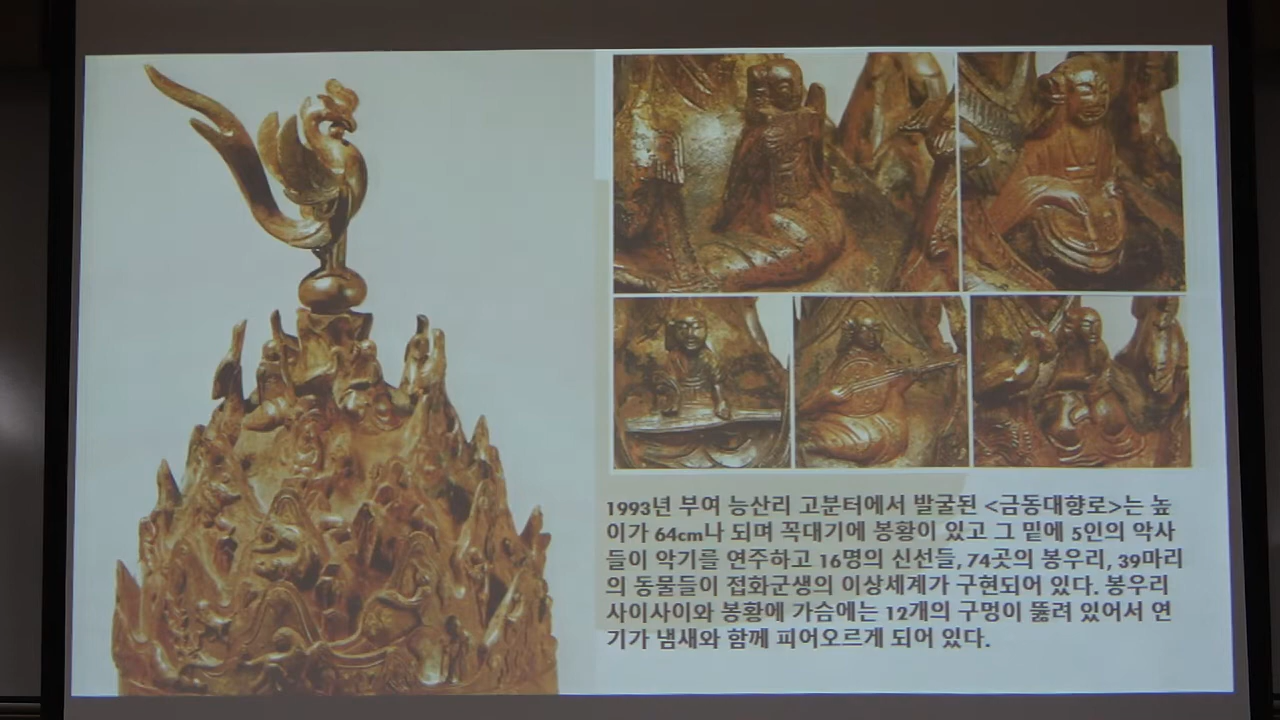 1993년 부여 능산리 고분터에서 발굴된 <금동대향로>는 높
이가 64cm나 되며 꼭대기에 봉황이 있고 그 밑에 5인의 악사
들이 악기를 연주하고 16명의 신선들, 74곳의 봉우리, 39마리
의 동물들이 접화군생의 이상세계가 구현되어 있다. 봉우리
사이사이와 봉황에 가슴에는 12개의 구멍이 뚫려 있어서 연
기가 냄새와 함께 피어오르게 되어 있다.